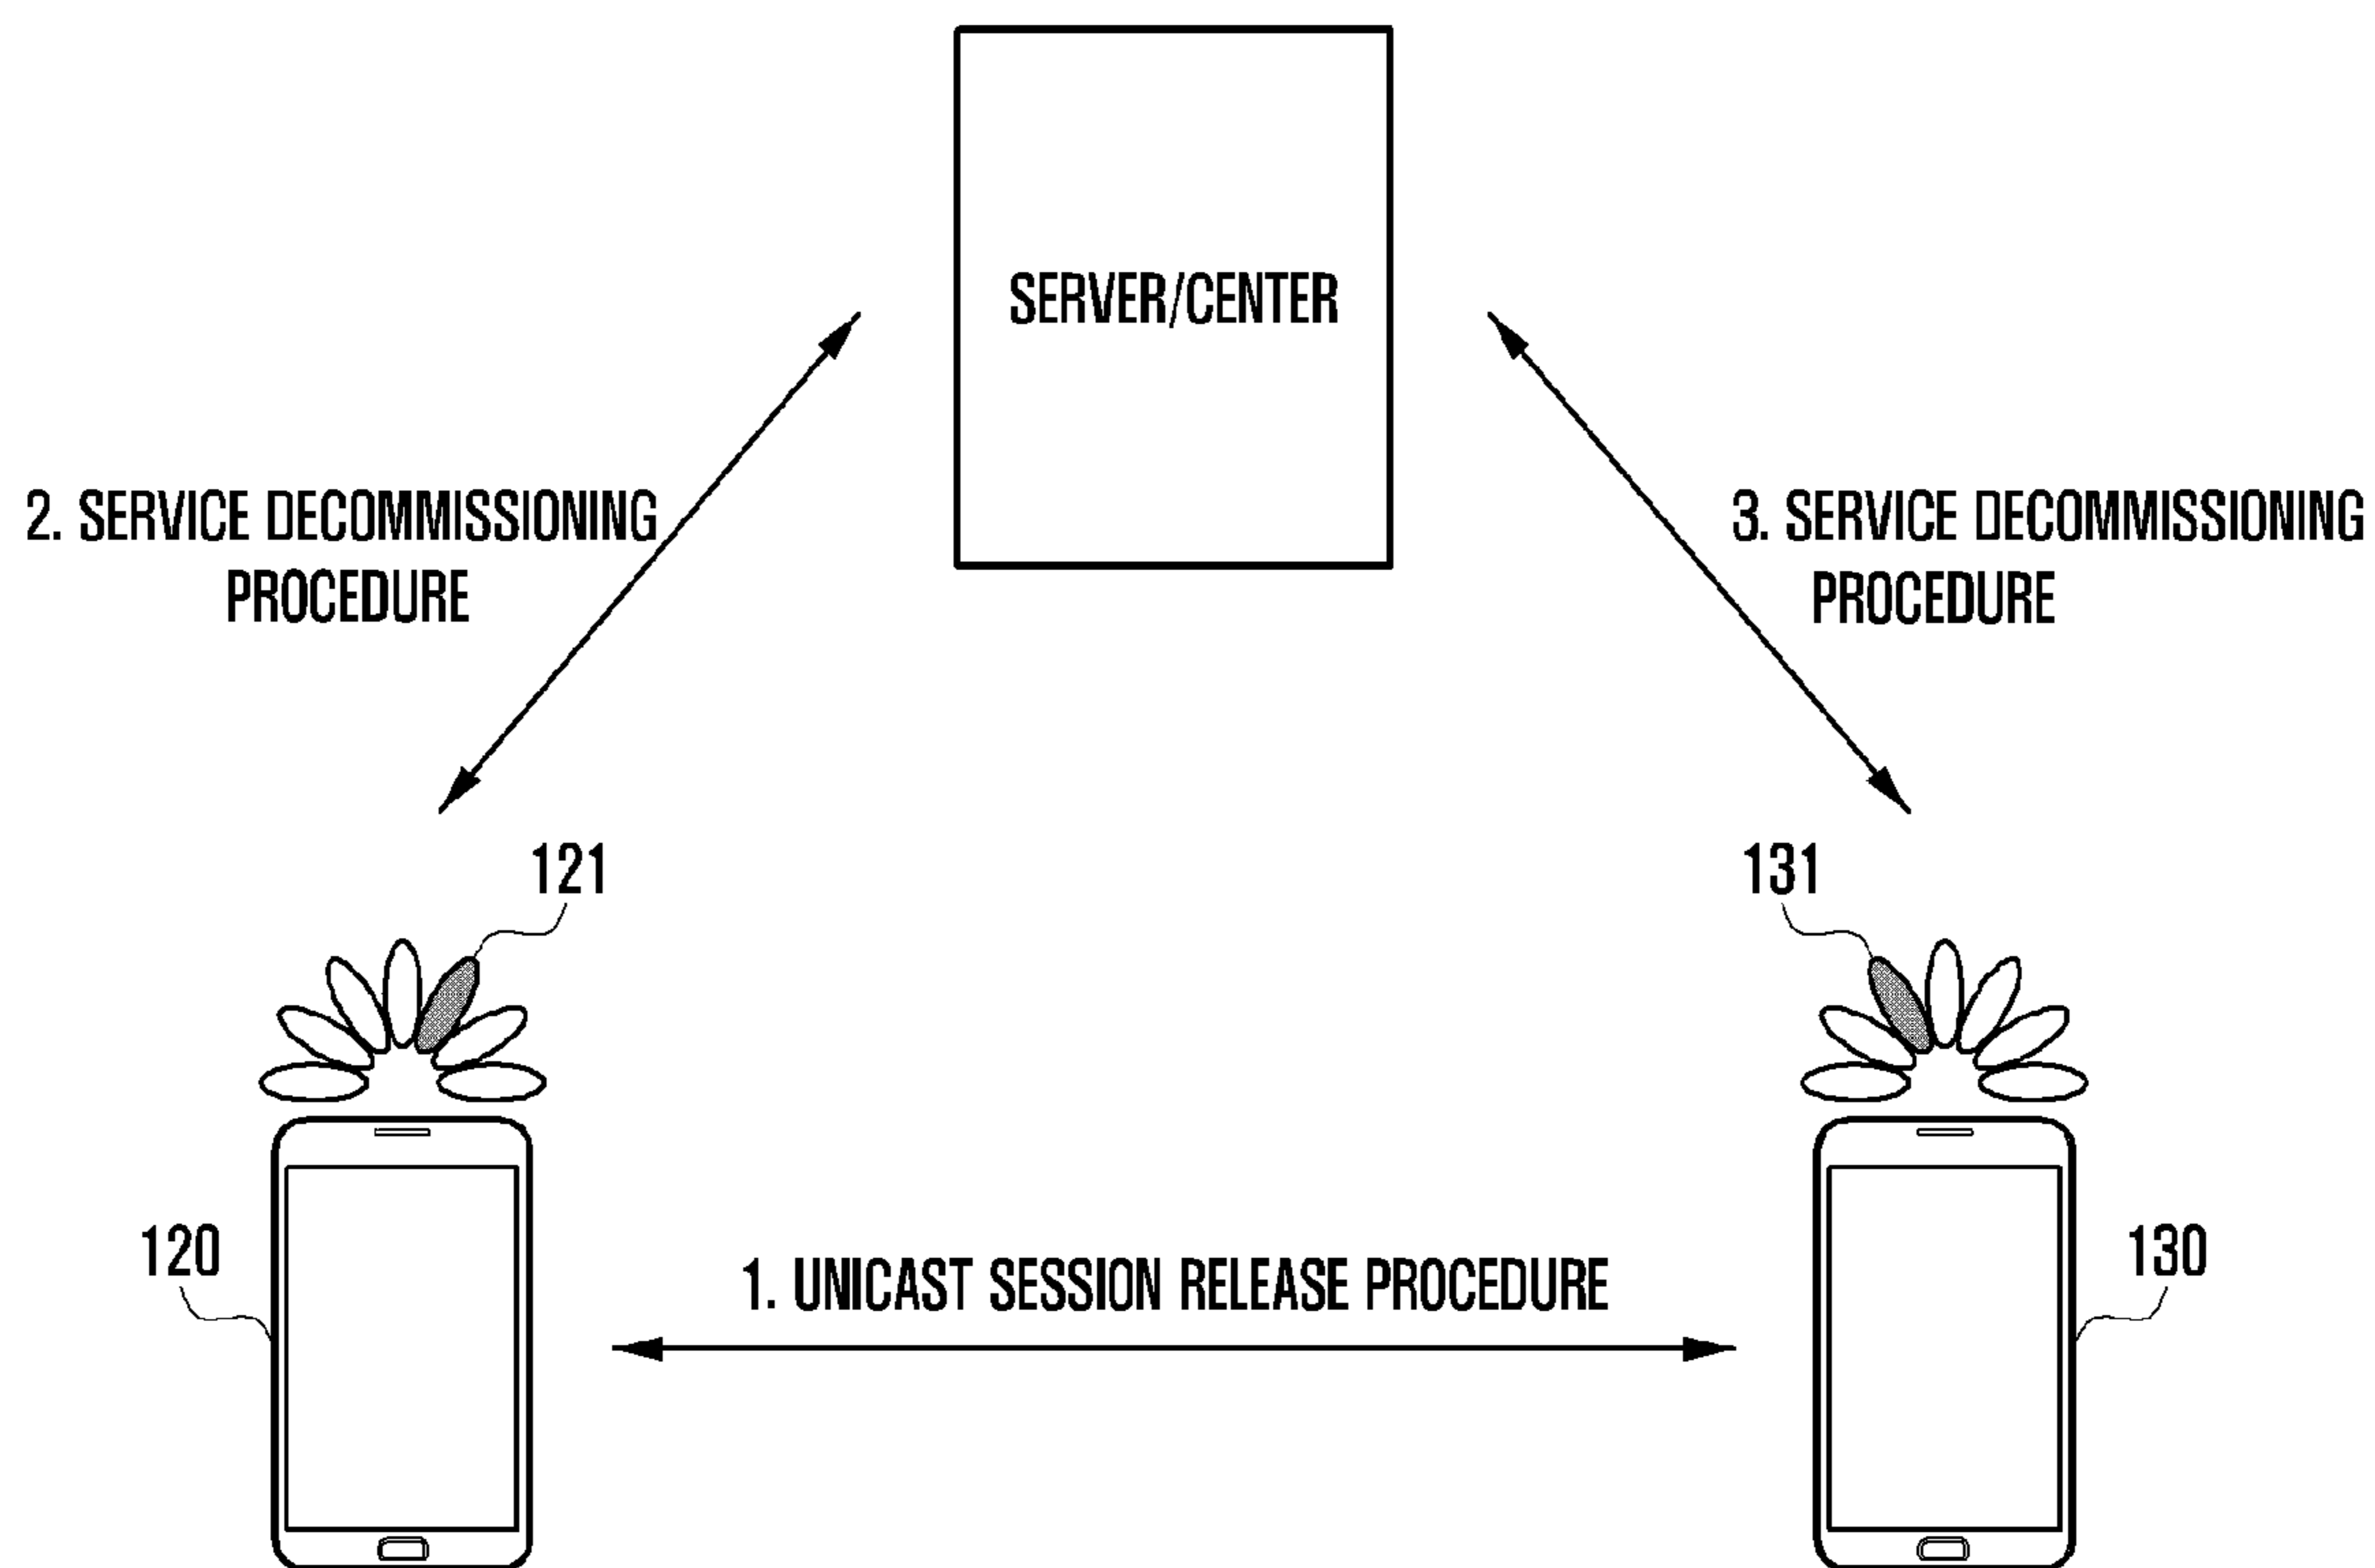 SERVER/CENTER
2. SERVICE DECOMMISSIONING
PROCEDURE
3. SERVICE DECOMMISSIONING
PROCEDURE
121
131
120
1. UNICAST SESSION RELEASE PROCEDURE
130